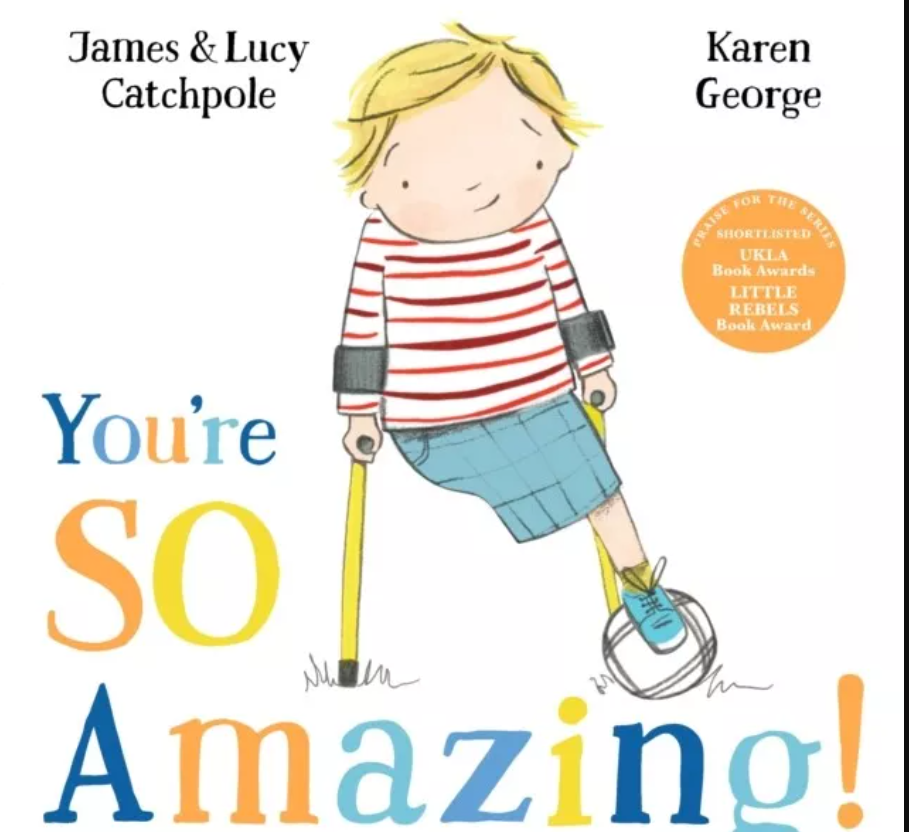 James & Lucy
Catchpole
Karen
George
PRAISE FOR THE SERIES
SHORTLISTED
UKLA
Book Awards
LITTLE
REBELS
Book Award
You're
SO
Amazing!